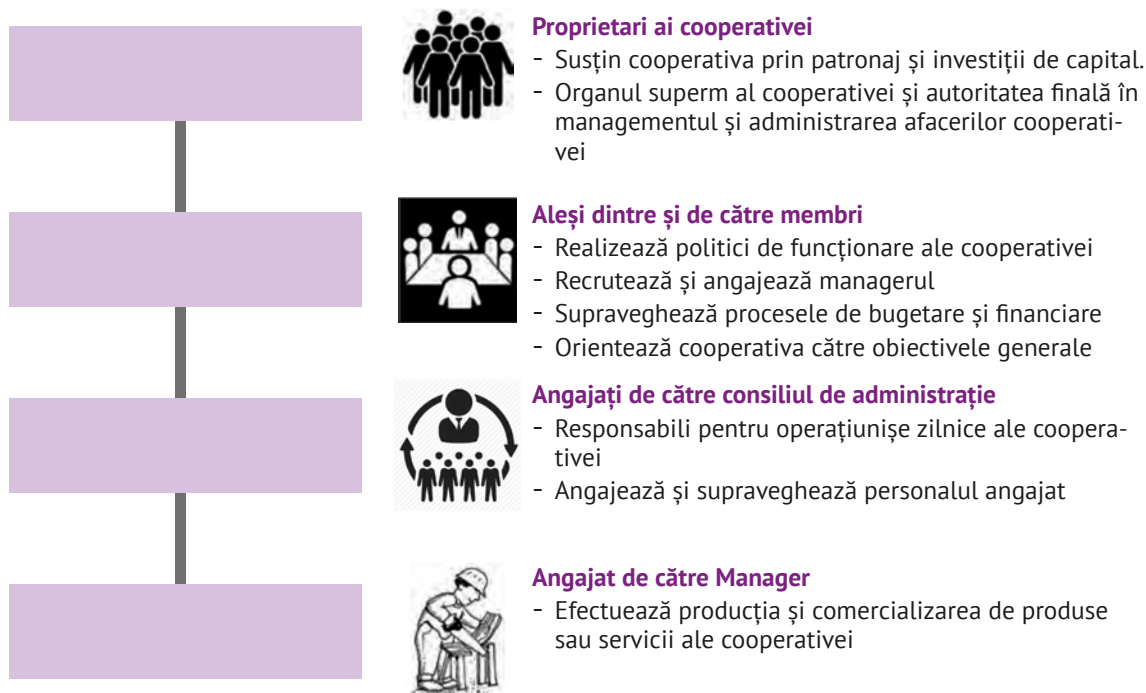 Proprietari ai cooperativei
- Susțin cooperativa prin patronaj și investiții de capital.
- Organul superm al cooperativei și autoritatea finală în
managementul și administrarea afacerilor cooperati-
vei
Aleși dintre și de către membri
- Realizează politici de funcționare ale cooperativei
- Recrutează și angajează managerul
- Supraveghează procesele de bugetare și financiare
- Orientează cooperativa către obiectivele generale
Angajați de către consiliul de administrație
- Responsabili pentru operațiunișe zilnice ale coopera-
tivei
- Angajează și supraveghează personalul angajat
Angajat de către Manager
- Efectuează producția și comercializarea de produse
sau servicii ale cooperativei